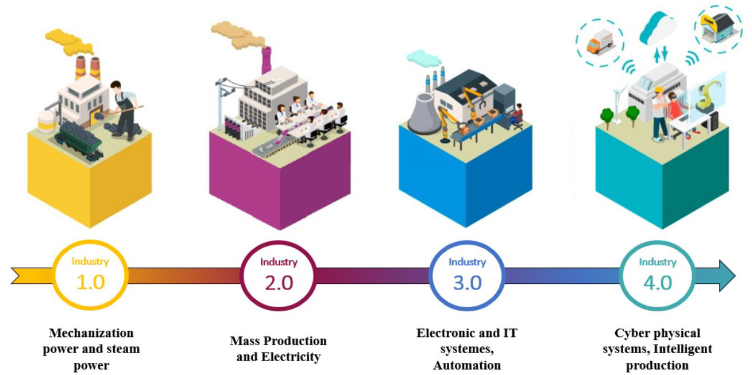 Industry
1.0
Industry
2.0
Industry
3.0
Industry
4.0
Mechanization
power and steam
power
Mass Production
and Electricity
Electronic and IT
systemes,
Automation
Cyber physical
systems, Intelligent
production